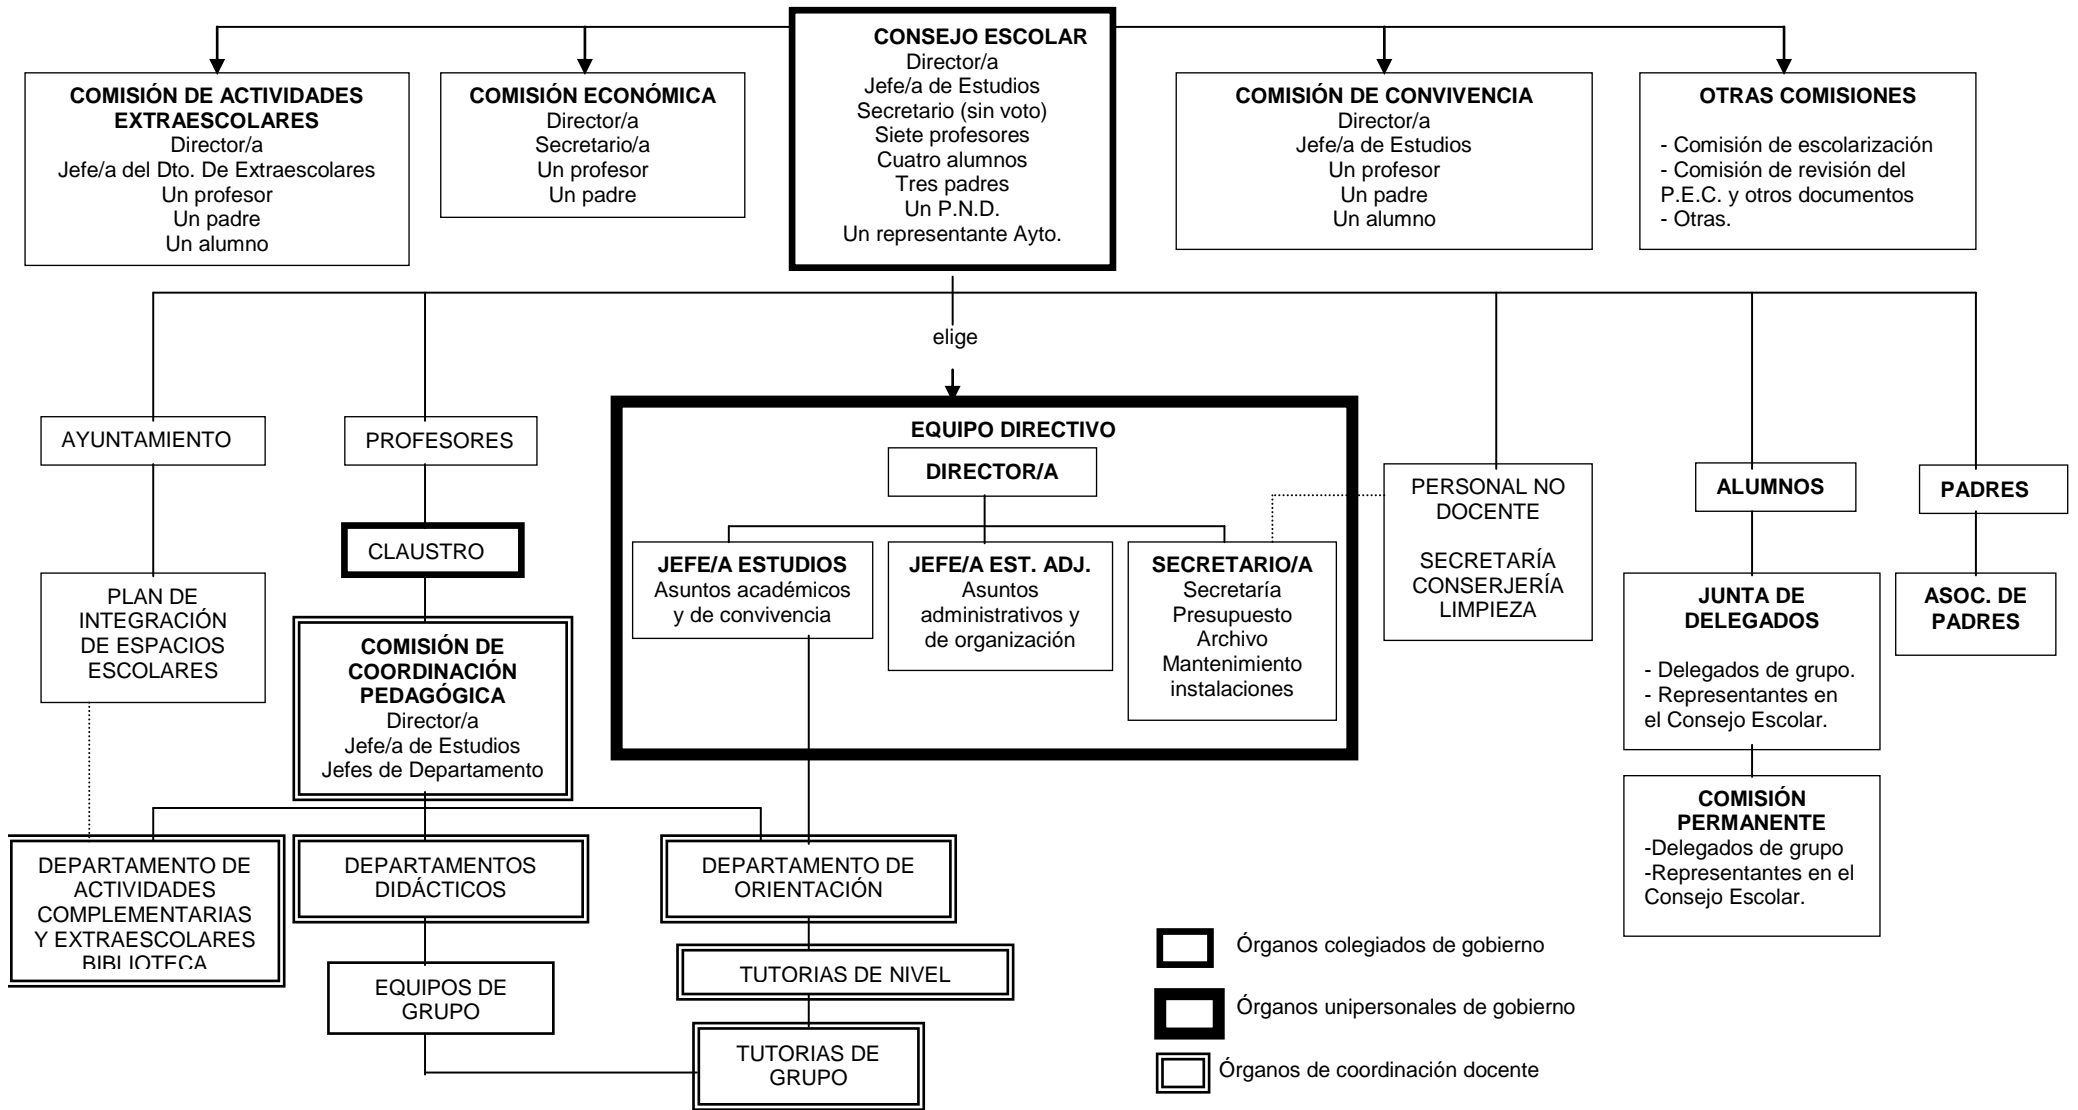 COMISIÓN DE ACTIVIDADES
EXTRAESCOLARES
Director/a
Jefe/a del Dto. De Extraescolares
Un profesor
Un padre
Un alumno
COMISIÓN ECONÓMICA
Director/a
Secretario/a
Un profesor
Un padre
CONSEJO ESCOLAR
Director/a
Jefe/a de Estudios
Secretario (sin voto)
Siete profesores
Cuatro alumnos
Tres padres
Un P.N.D.
Un representante Ayto.
COMISIÓN DE CONVIVENCIA
Director/a
Jefe/a de Estudios
Un profesor
Un padre
Un alumno
OTRAS COMISIONES
- Comisión de escolarización
- Comisión de revisión del
P.E.C. y otros documentos
- Otras.
elige
AYUNTAMIENTO
PLAN DE
INTEGRACIÓN
DE ESPACIOS
ESCOLARES
PROFESORES
CLAUSTRO
COMISIÓN DE
COORDINACIÓN
PEDAGÓGICA
Director/a
Jefe/a de Estudios
Jefes de Departamento
EQUIPO DIRECTIVO
DIRECTOR/A
JEFE/A ESTUDIOS
Asuntos académicos
y de convivencia
JEFE/A EST. ADJ.
Asuntos
administrativos y
de organización
SECRETARIO/A
Secretaría
Presupuesto
Archivo
Mantenimiento
instalaciones
PERSONAL NO
DOCENTE
SECRETARÍA
CONSERJERÍA
LIMPIEZA
ALUMNOS
JUNTA DE
DELEGADOS
- Delegados de grupo.
- Representantes en
el Consejo Escolar.
COMISIÓN
PERMANENTE
-Delegados de grupo
-Representantes en el
Consejo Escolar.
PADRES
ASOC. DE
PADRES
DEPARTAMENTO DE
ACTIVIDADES
COMPLEMENTARIAS
Y EXTRAESCOLARES
BIBLIOTECA
DEPARTAMENTOS
DIDÁCTICOS
EQUIPOS DE
GRUPO
DEPARTAMENTO DE
ORIENTACIÓN
TUTORIAS DE NIVEL
TUTORIAS DE
GRUPO
Órganos colegiados de gobierno
Órganos unipersonales de gobierno
Órganos de coordinación docente